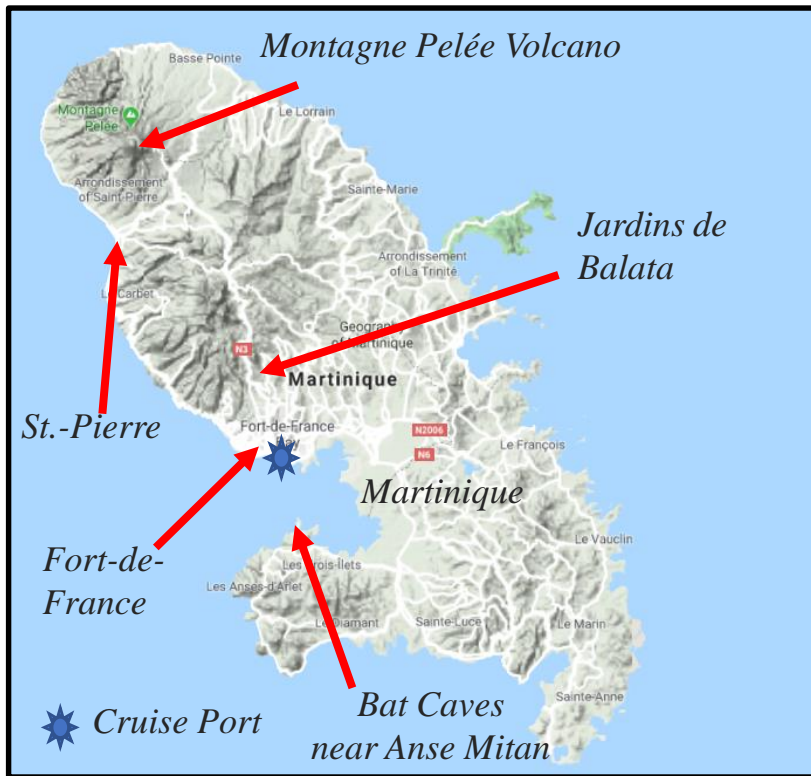 Montagne Pelée Volcano
Basse Pointe
Montagne
Pelée
Le Lorrain
Arrondissement
of Saint-Pierre
Sainte-Marie
Jardins de
Balata
Arrondissement
of La Trinité
Le Carbet
Geography
of Martinique
N3
Martinique
St.-Pierre
Fort-de-France
Bay
N2006
Le François
N6
Martinique
Fort-de-
France
Le Vauclin
Les Trois-Îlets
Les Anses-d'Arlet
Le Diamant
Sainte-Luce
Le Marin
Sainte-Anne
Cruise Port
Bat Caves
near Anse Mitan